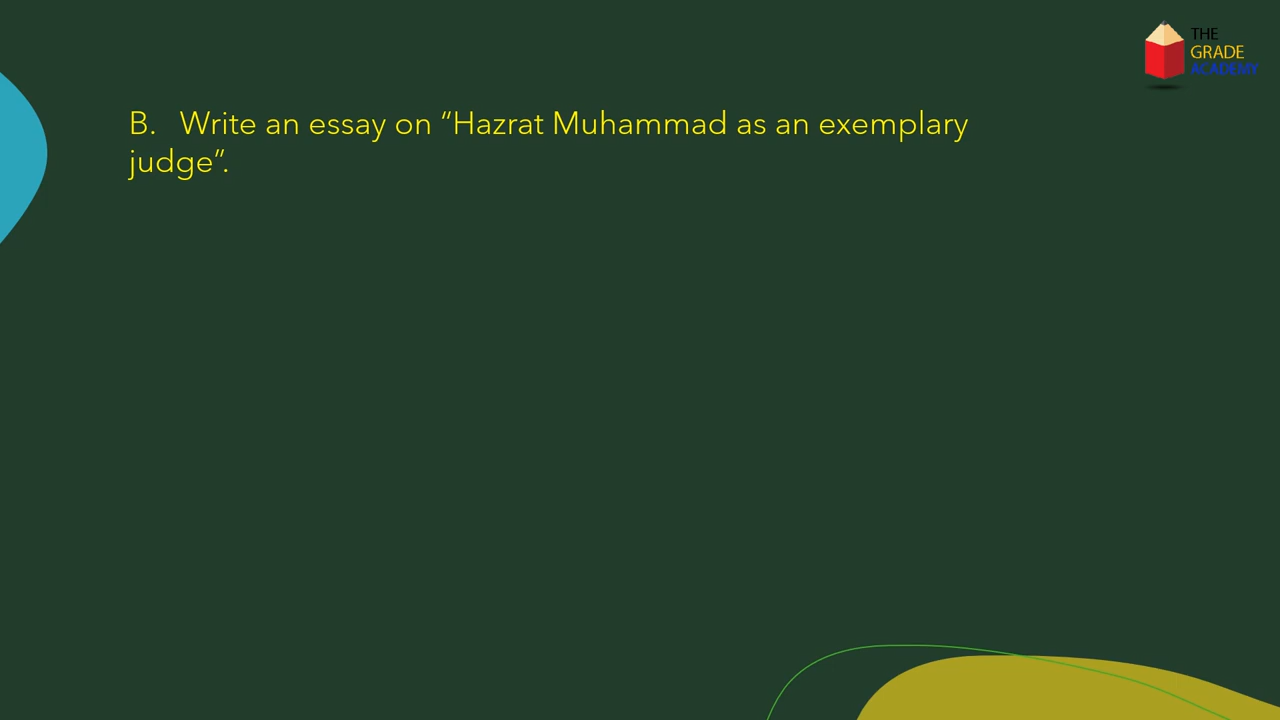 THE
GRADE
ACADEMY
B. Write an essay on “Hazrat Muhammad as an exemplary
judge”.